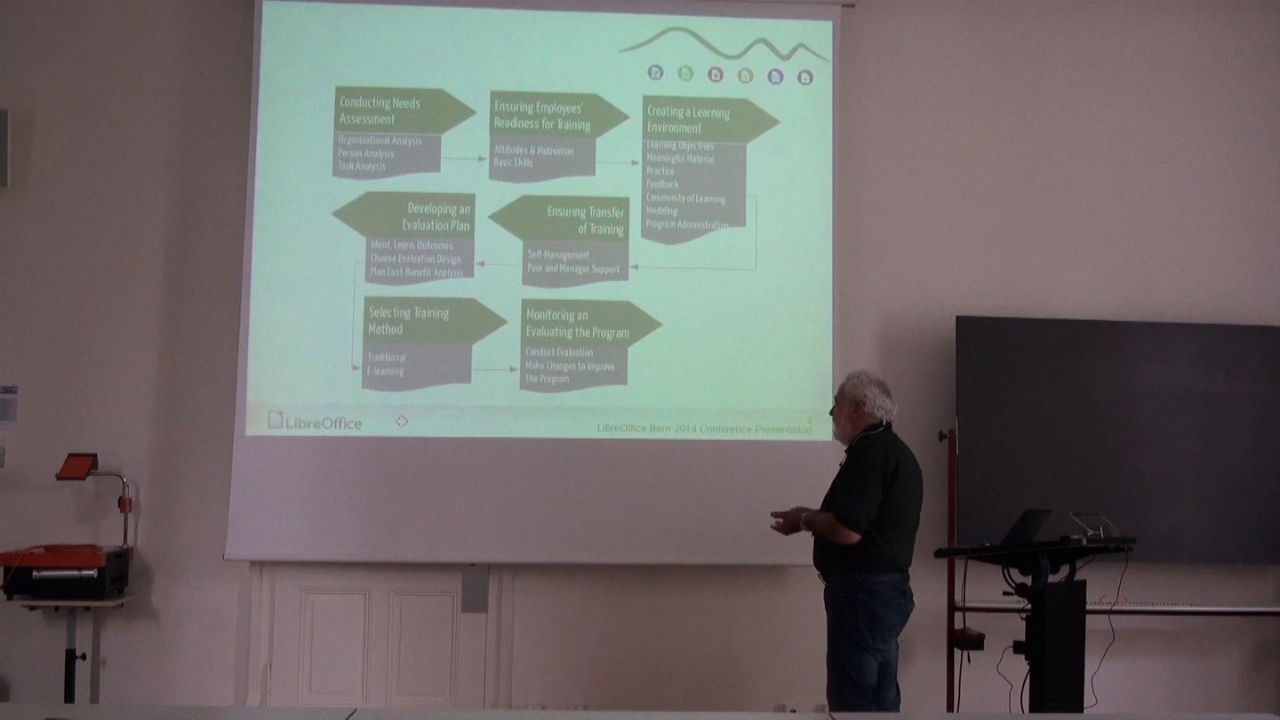 Conducting Needs
Assessment
Organizational Analysis
Person Analysis
Task Analysis
Ensuring Employees'
Readiness for Training
Attitudes & Motivation
Basic Skills
Creating a Learning
Environment
Learning Objectives
Meaningful Material
Practice
Feedback
Community of Learning
Modeling
Program Administration
Ensuring Transfer
of Training
Self-Management
Peer and Manager Support
Developing an
Evaluation Plan
Ident. Learn. Outcomes
Choose Evaluation Design
Plan Cost-Benefit Analysis
Selecting Training
Method
Traditional
E-learning
Monitoring an
Evaluating the Program
Conduct Evaluation
Make Changes to Improve
the Program
LibreOffice
2
LibreOffice Bern 2014 Conference Presentation